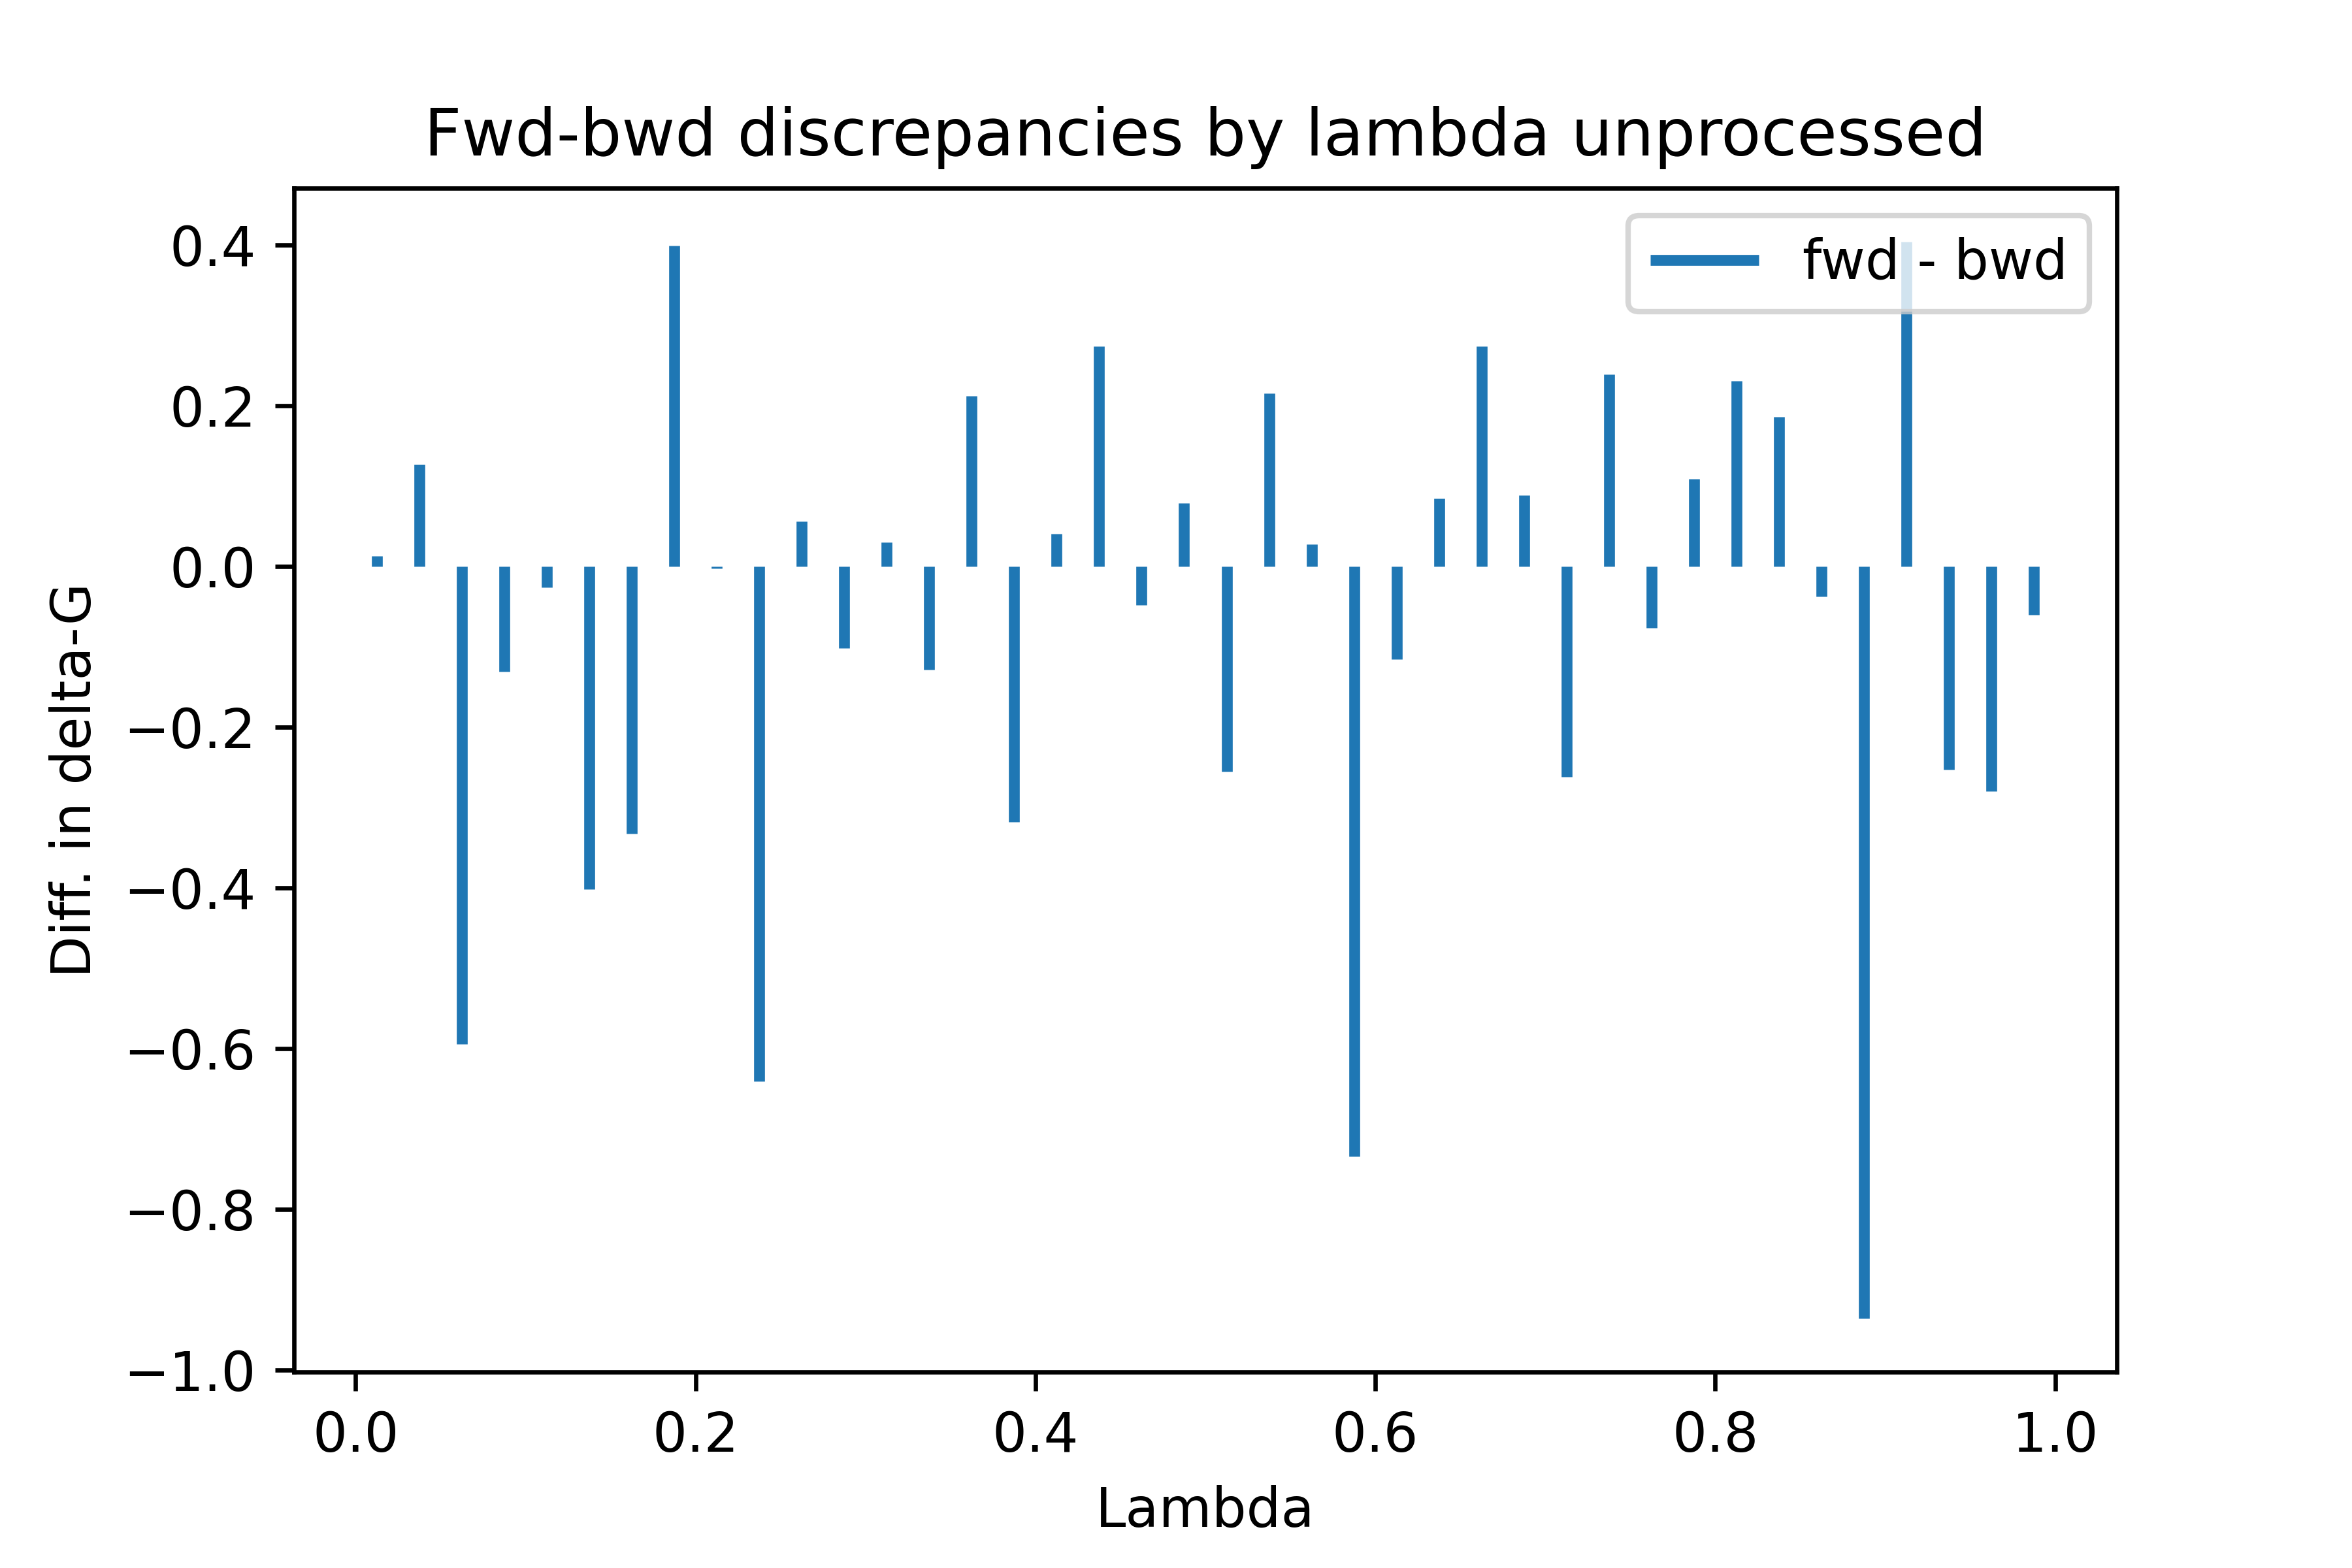 Fwd-bwd discrepancies by lambda unprocessed
fwd - bwd
0.4
0.2
0.0
−0.2
−0.4
−0.6
−0.8
−1.0
Diff. in delta-G
0.0 0.2 0.4 0.6 0.8 1.0
Lambda